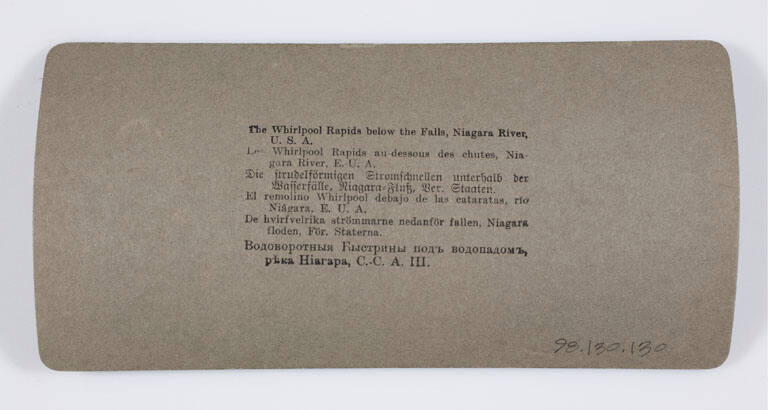 The Whirlpool Rapids below the Falls, Niagara River,
U. S. A.
Les Whirlpool Rapids au-dessous des chutes, Nia-
gara River, E. U. A.
Die strudelförmigen Stromschnellen unterhalb der
Wasserfälle, Niagara-Fluß, Ver. Staaten.
El remolino Whirlpool debajo de las cataratas, río
Niágara, E. U. A.
De hvirfvelrika strömmarne nedanför fallen, Niagara
floden, För. Staterna.
Водоворотныя Быстрины подъ водопадомъ,
рѣка Ніагара, С.-С. А. Ш.
98.130.130